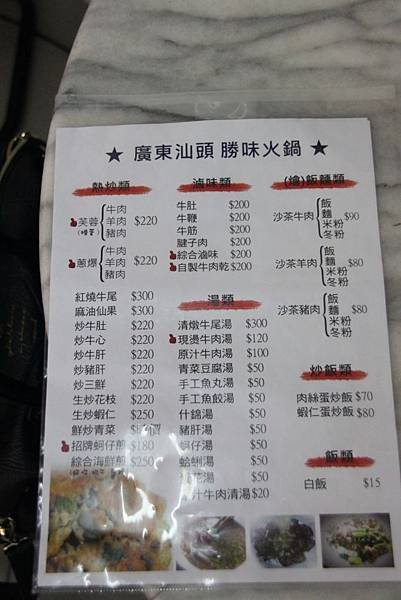 ★ 廣東汕頭 勝味火鍋 ★
熱炒類
芙蓉 牛肉 羊肉 豬肉 $220
蔥爆 牛肉 羊肉 豬肉 $220
紅燒牛尾 $300
麻油仙果 $300
炒牛肚 $220
炒牛心 $220
炒牛肝 $220
炒豬肝 $220
炒三鮮 $220
生炒花枝 $220
生炒蝦仁 $250
鮮炒青菜 價
招牌蚵仔煎 $180
綜合海鮮煎 $250
滷味類
牛肚 $200
牛鞭 $200
牛筋 $200
腱子肉 $200
綜合滷味 $200
自製牛肉乾 $200
湯類
清燉牛尾湯 $300
現燙牛肉湯 $120
原汁牛肉湯 $100
青菜豆腐湯 $50
手工魚丸湯 $50
手工魚餃湯 $50
什錦湯 $50
豬肝湯 $50
蚵仔湯 $50
蛤蜊湯 $50
花湯 $50
汁牛肉清湯 $20
(燴)飯麵類
沙茶牛肉 飯 麵 米粉 冬粉 $90
沙茶羊肉 飯 麵 米粉 冬粉 $80
沙茶豬肉 飯 麵 米粉 冬粉 $80
炒飯類
肉絲蛋炒飯 $70
蝦仁蛋炒飯 $80
飯類
白飯 $15